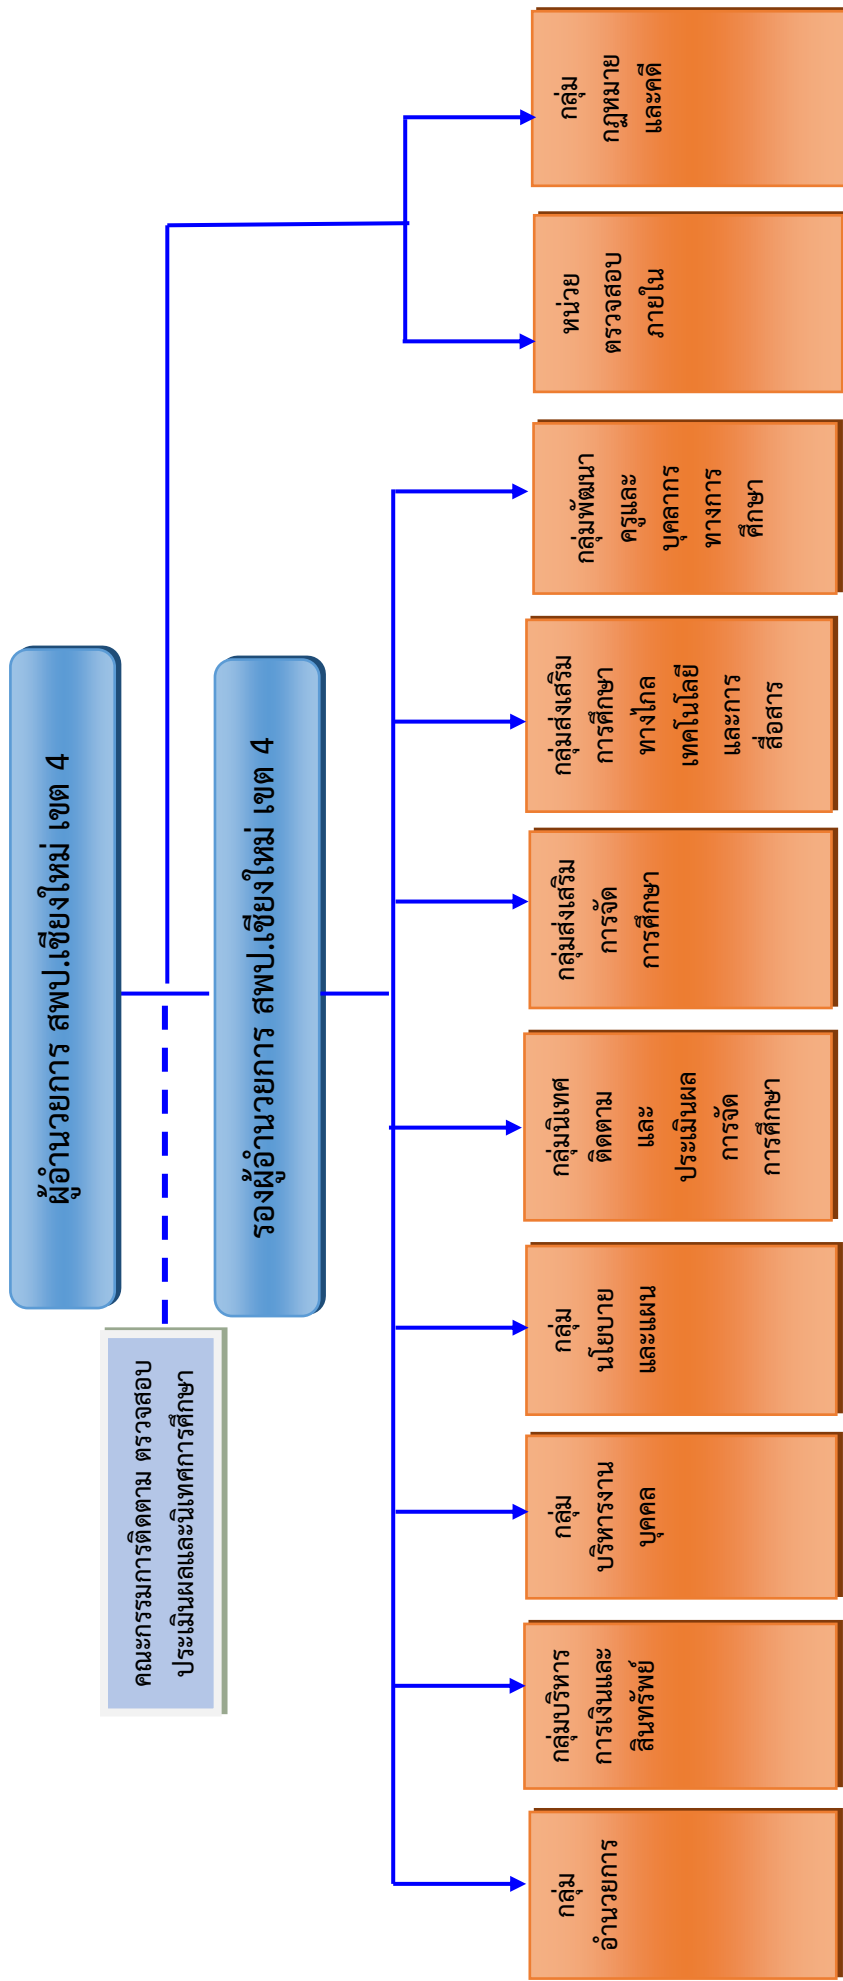 ผู้อำนวยการ สพป.เชียงใหม่ เขต 4
คณะกรรมการติดตาม ตรวจสอบ
ประเมินผลและนิเทศการศึกษา
รองผู้อำนวยการ สพป.เชียงใหม่ เขต 4
กลุ่ม
อำนวยการ
กลุ่มบริหาร
การเงินและ
สินทรัพย์
กลุ่ม
บริหารงาน
บุคคล
กลุ่ม
นโยบาย
และแผน
กลุ่มนิเทศ
ติดตาม
และ
ประเมินผล
การจัด
การศึกษา
กลุ่มส่งเสริม
การจัด
การศึกษา
กลุ่มส่งเสริม
การศึกษา
ทางไกล
เทคโนโลยี
และการ
สื่อสาร
กลุ่มพัฒนา
ครูและ
บุคลากร
ทางการ
ศึกษา
หน่วย
ตรวจสอบ
ภายใน
กลุ่ม
กฎหมาย
และคดี